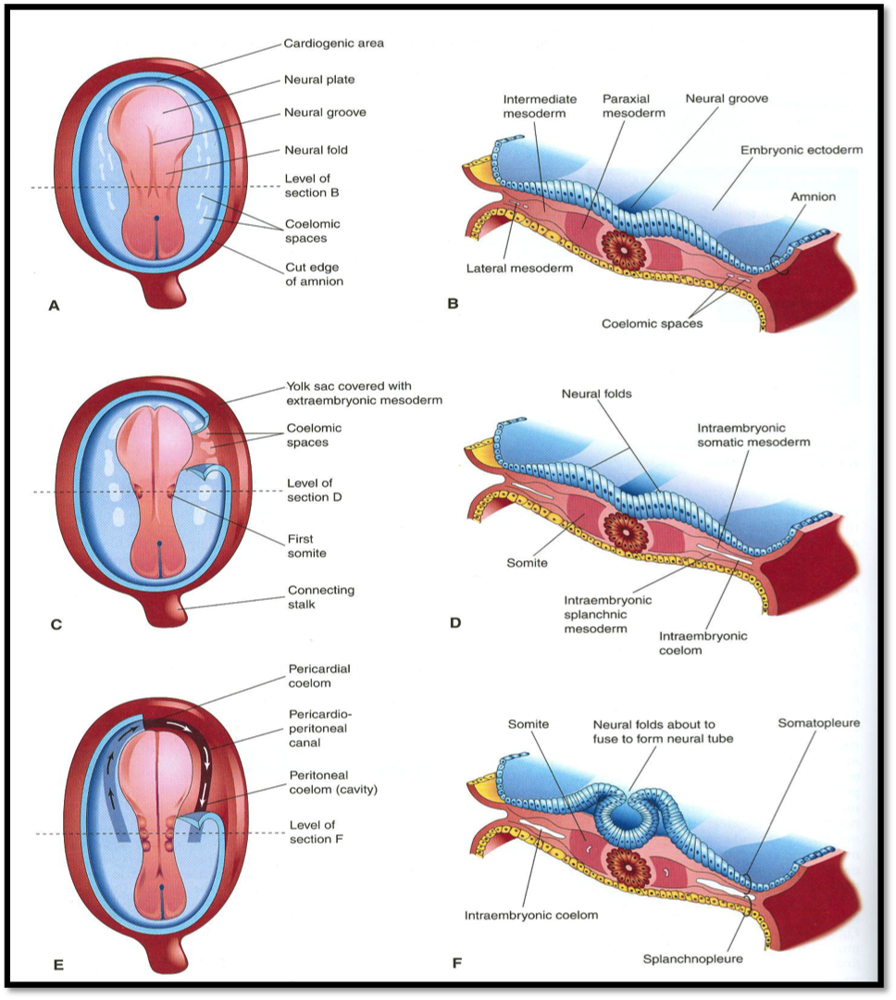 Cardiogenic area
Neural plate
Neural groove
Neural fold
Level of
section B
Coelomic
spaces
Cut edge
of amnion
A
Intermediate
mesoderm
Paraxial
mesoderm
Neural groove
Embryonic ectoderm
Amnion
Lateral mesoderm
Coelomic spaces
B
Yolk sac covered with
extraembryonic mesoderm
Coelomic
spaces
Level of
section D
First
somite
Connecting
stalk
C
Neural folds
Intraembryonic
somatic mesoderm
Somite
Intraembryonic
splanchnic
mesoderm
Intraembryonic
coelom
D
Pericardial
coelom
Pericardio-
peritoneal
canal
Peritoneal
coelom (cavity)
Level of
section F
E
Somite
Neural folds about to
fuse to form neural tube
Somatopleure
Intraembryonic coelom
Splanchnopleure
F